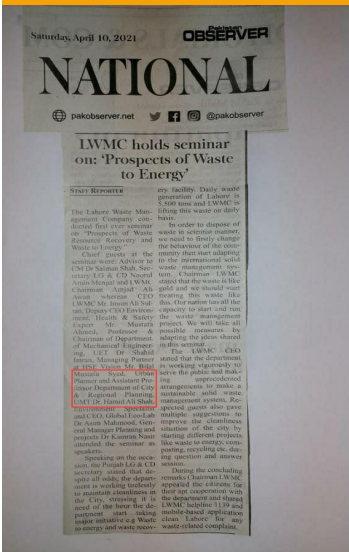 Saturday, April 10, 2021
Pakistan
OBSERVER
NATIONAL
pakobserver.net @pakobserver
LWMC holds seminar
on: 'Prospects of Waste
to Energy'
STAFF REPORTER
The Lahore Waste Man-
agement Company con-
ducted first ever seminar
on "Prospects of Waste
Resource Recovery and
Waste to Energy."
Chief guests at the
seminar were: Advisor to
CM Dr Salman Shah, Sec-
retary LG & CD Noorul
Amin Mengal and LWMC
Chairman Amjad Ali
Awan whereas CEO
LWMC Mr. Imran Ali Sul-
tan, Deputy CEO Environ-
ment, Health & Safety
Expert Mr Mustafa
Ahmed, Professor &
Chairman of Department
of Mechanical Engineer-
ing, UET Dr Shahid
Imran, Managing Partner
at HSE Vision Mr. Bilal
Mustafa Syed, Urban
Planner and Assistant Pro-
fessor Department of City
& Regional Planning,
UMT Dr. Hamid Ali Shah,
Environment Specialist
and CEO, Global Eco-Lab
Dr Asim Mahmood, Gen-
eral Manager Planning and
projects Dr Kamran Nasir
attended the seminar as
speakers.
Speaking on the occa-
sion, the Punjab LG & CD
secretary stated that de-
spite all odds, the depart-
ment is working tirelessly
to maintain cleanliness in
the City, stressing it is
need of the hour the de-
partment start taking
major initiative e.g Waste
to energy and waste recov-
ery facility. Daily waste
generation of Lahore is
5,500 tons and LWMC is
lifting this waste on daily
basis.
In order to dispose of
waste in scientific manner,
we need to firstly change
the behaviour of the com-
munity then start adapting
to the international solid
waste management sys-
tem. Chairman LWMC
stated that the waste is like
gold and we should start
treating this waste like
this. Our nation has all the
capacity to start and run
the waste management
project. We will take all
possible measures by
adapting the ideas shared
in this seminar.
The LWMC CEO
stated that the department
is working vigorously to
serve the public and mak-
ing unprecedented
arrangements to make a
sustainable solid waste
management system. Re-
spected guests also gave
multiple suggestions to
improve the cleanliness
situation of the city by
starting different projects
like waste to energy, com-
posting, recycling etc. dur-
ing question and answer
session.
During the concluding
remarks Chairman LWMC
appealed the citizens for
their apt cooperation with
the department and shared
LWMC helpline 1139 and
mobile-based application
clean Lahore for any
waste-related complaint.